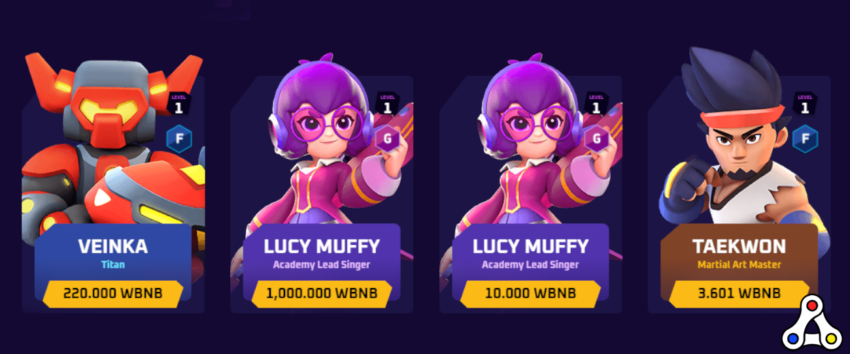 LEVEL
1
F
VEINKA
Titan
220.000 WBNB
LEVEL
1
G
LUCY MUFFY
Academy Lead Singer
1,000.000 WBNB
LEVEL
1
G
LUCY MUFFY
Academy Lead Singer
10.000 WBNB
LEVEL
1
F
TAEKWON
Martial Art Master
3.601 WBNB